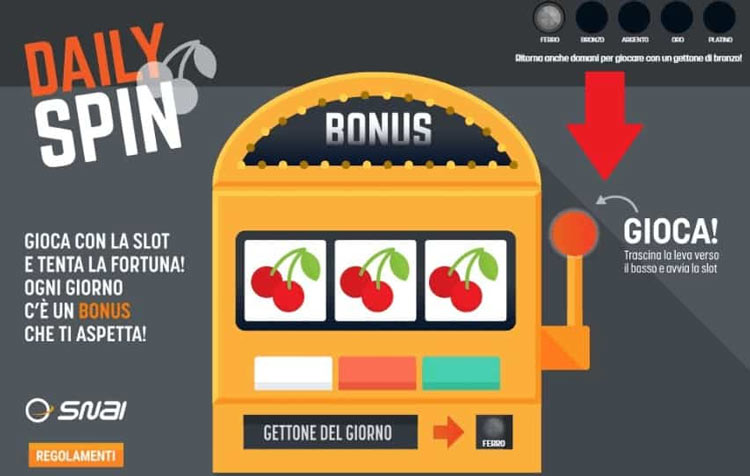 DAILY
SPIN
FERRO BRONZO ARGENTO ORO PLATINO
Ritorna anche domani per giocare con un gettone di bronzo!
BONUS
GIOCA!
Trascina la leva verso
il basso e avvia la slot
GIOCA CON LA SLOT
E TENTA LA FORTUNA!
OGNI GIORNO
C'È UN BONUS
CHE TI ASPETTA!
SNAI
REGOLAMENTI
GETTONE DEL GIORNO
FERRO